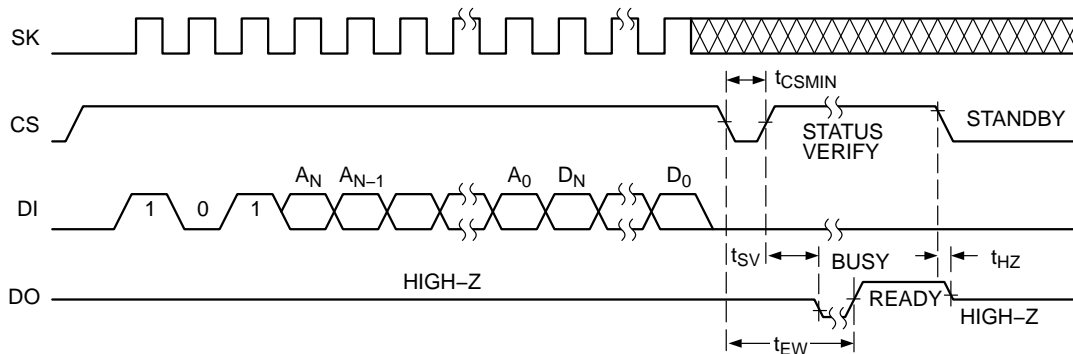 SK
tCSMIN
CS
STATUS
VERIFY
STANDBY
AN
AN–1
A0
DN
D0
DI
1
0
1
tSV
BUSY
tHZ
DO
HIGH–Z
READY
HIGH–Z
tEW